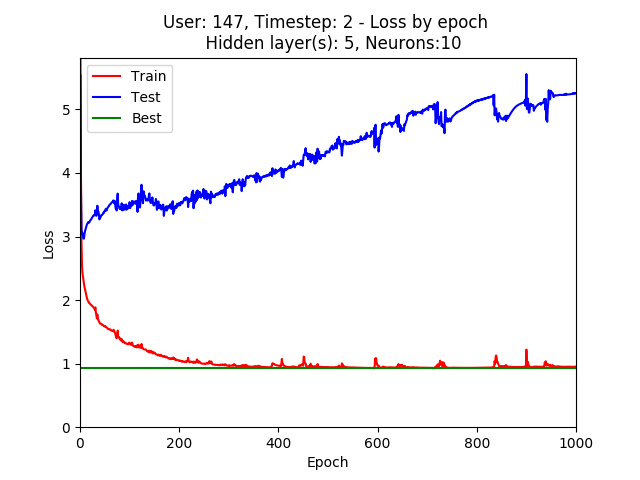 User: 147, Timestep: 2 - Loss by epoch
Hidden layer(s): 5, Neurons:10
Train
Test
Best
5
4
3
2
1
0
Loss
0 200 400 600 800 1000
Epoch